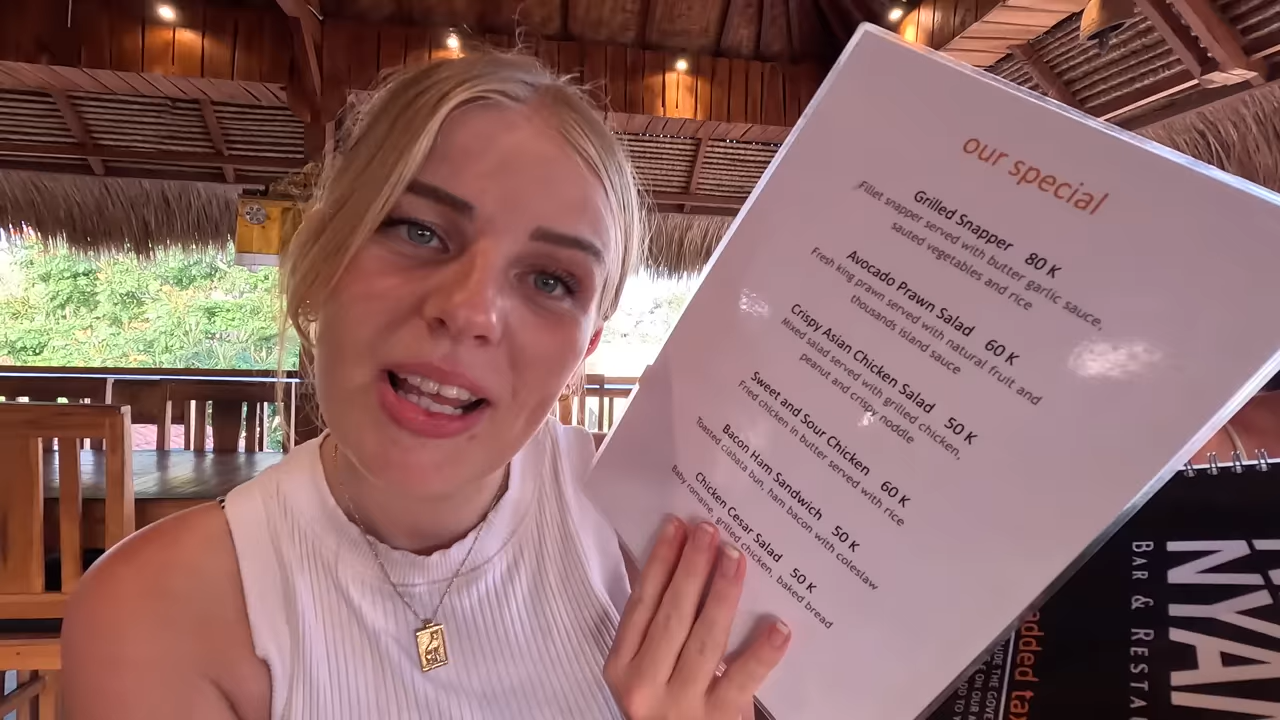 our special
Grilled Snapper 80 K
Fillet snapper served with butter garlic sauce,
sauted vegetables and rice
Avocado Prawn Salad 60 K
Fresh king prawn served with natural fruit and
thousands island sauce
Crispy Asian Chicken Salad 50 K
Mixed salad served with grilled chicken,
peanut and crispy noddle
Sweet and Sour Chicken 60 K
Fried chicken in butter served with rice
Bacon Ham Sandwich 50 K
Toasted ciabata bun, ham bacon with coleslaw
Chicken Cesar Salad 50 K
Baby romaine, grilled chicken, baked bread
NYA
BAR & RESTA
added tax